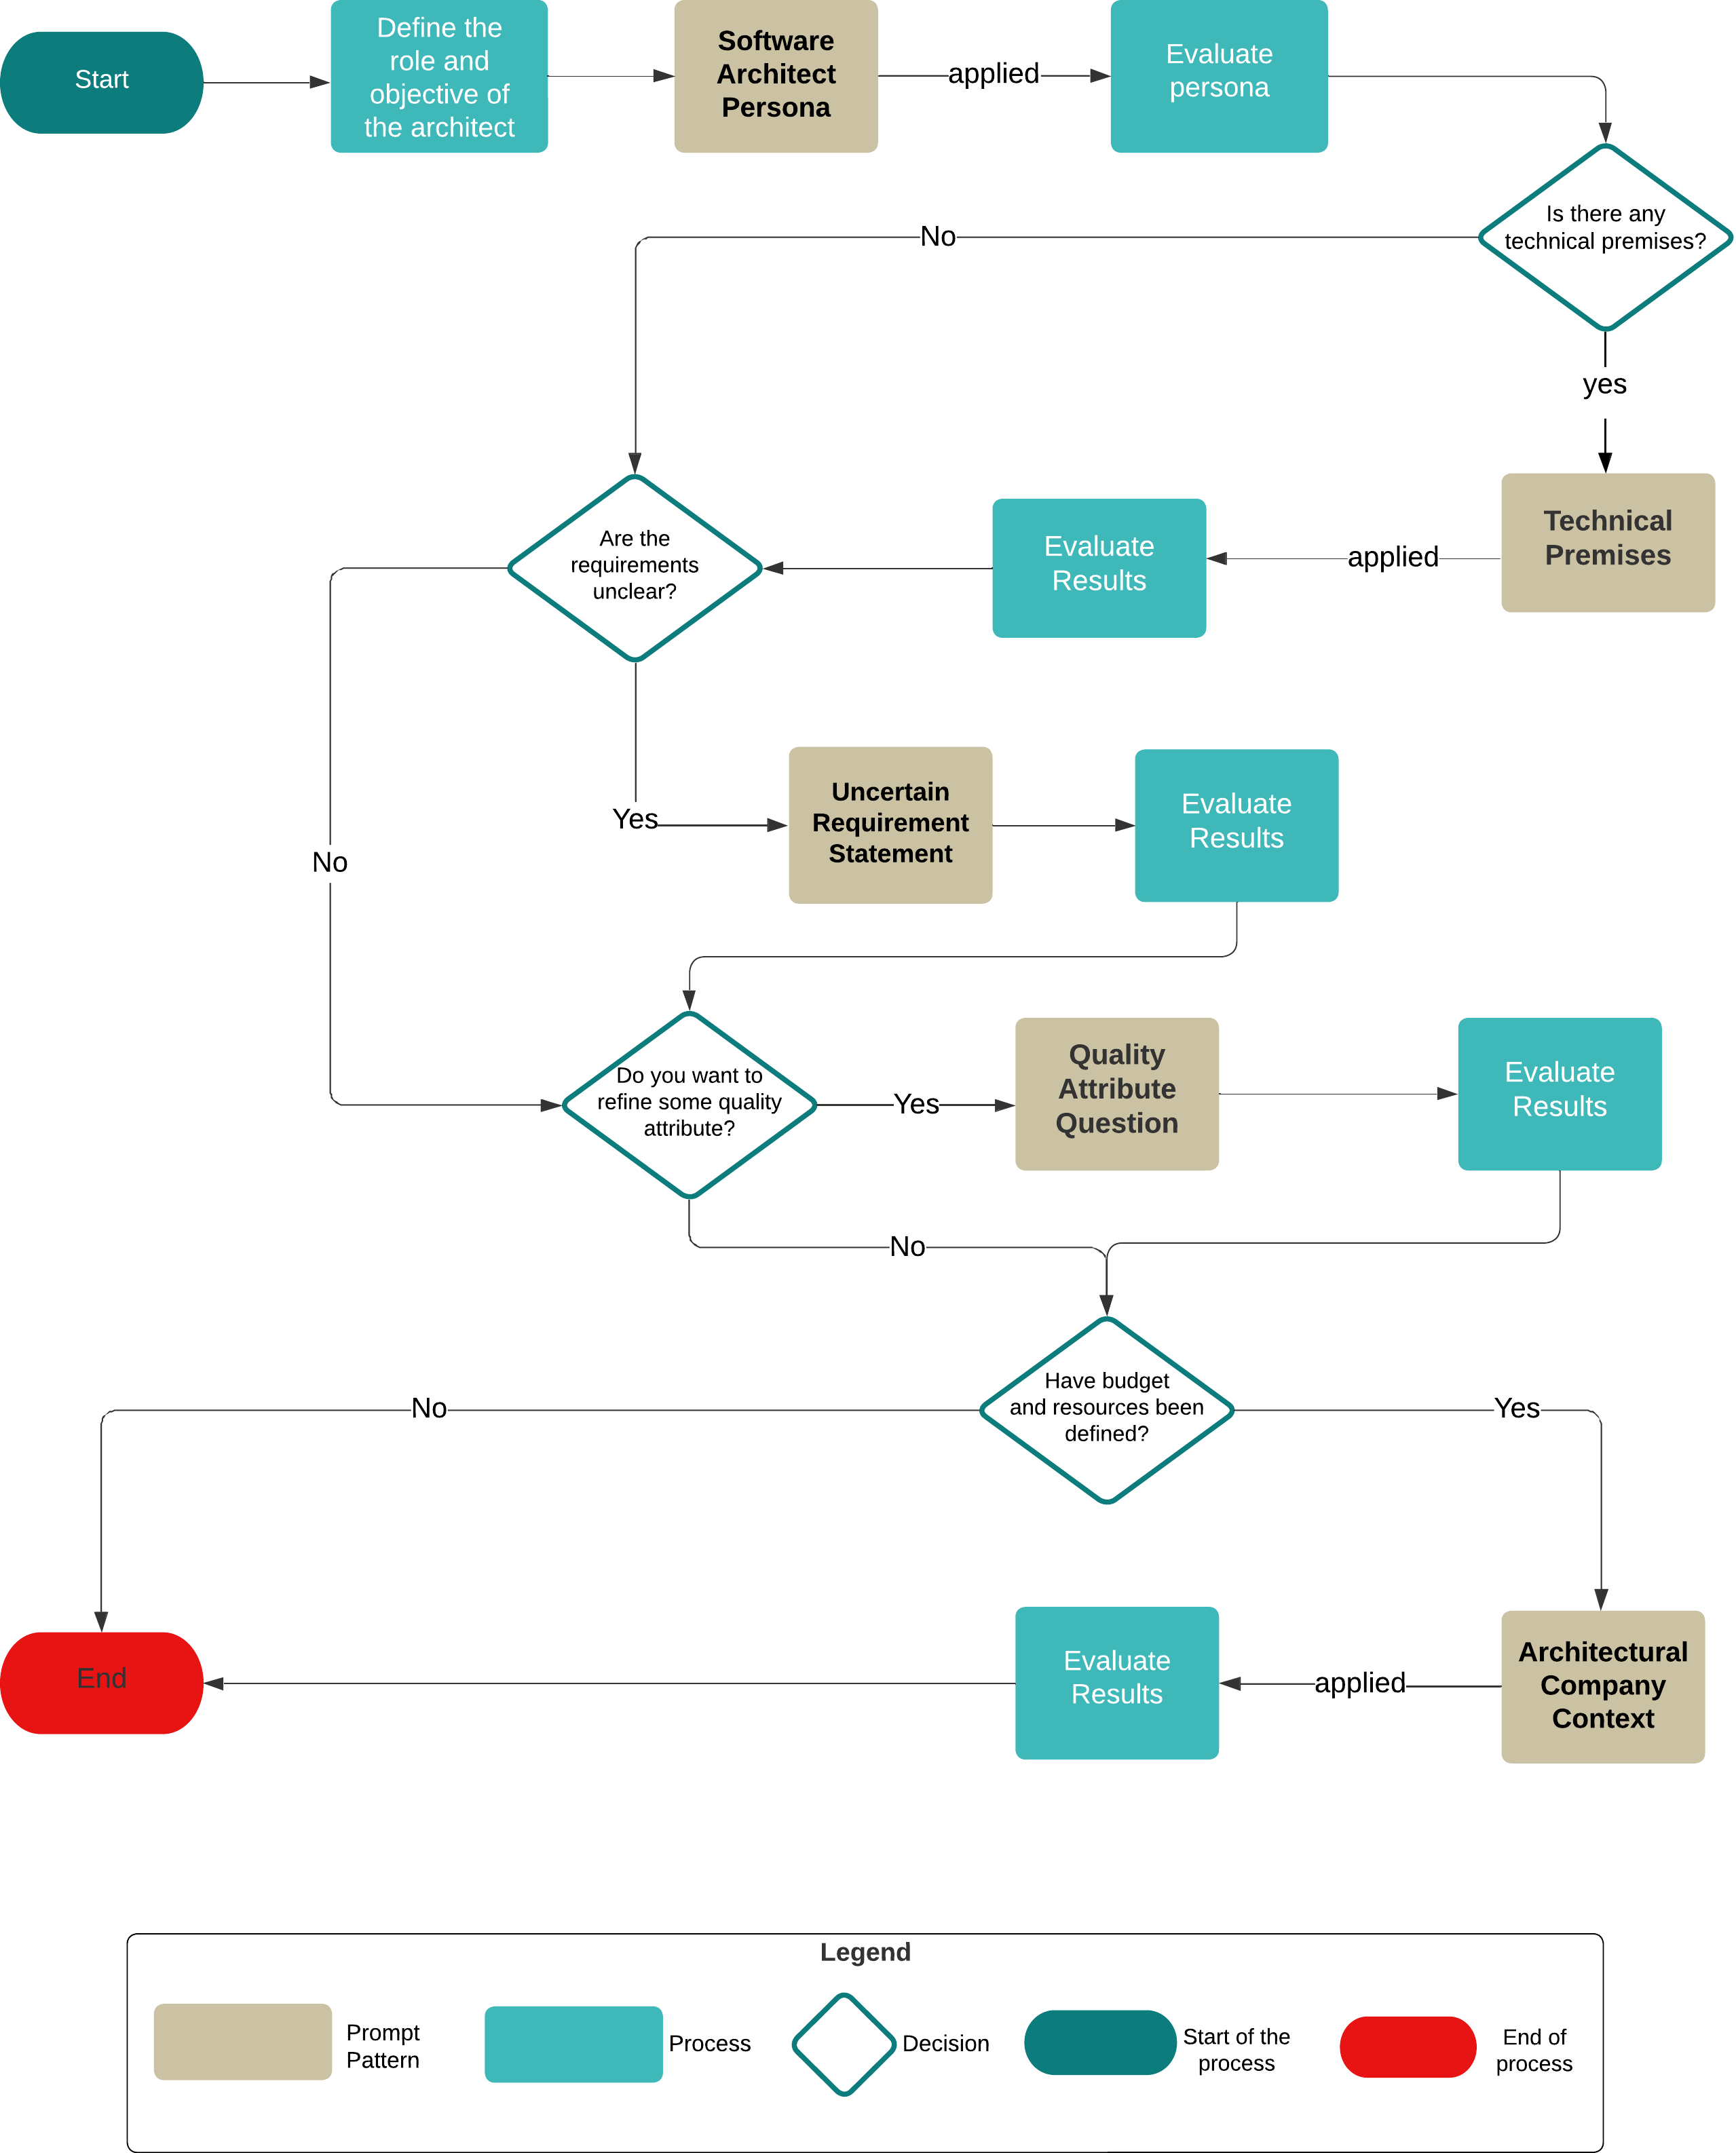 Start
Define the
role and
objective of
the architect
Software
Architect
Persona
applied
Evaluate
persona
Is there any
technical premises?
No
yes
Technical
Premises
applied
Evaluate
Results
Are the
requirements
unclear?
No
Yes
Uncertain
Requirement
Statement
Evaluate
Results
Do you want to
refine some quality
attribute?
Yes
Quality
Attribute
Question
Evaluate
Results
No
Have budget
and resources been
defined?
No
Yes
Architectural
Company
Context
applied
Evaluate
Results
End
Legend
Prompt
Pattern
Process
Decision
Start of the
process
End of
process